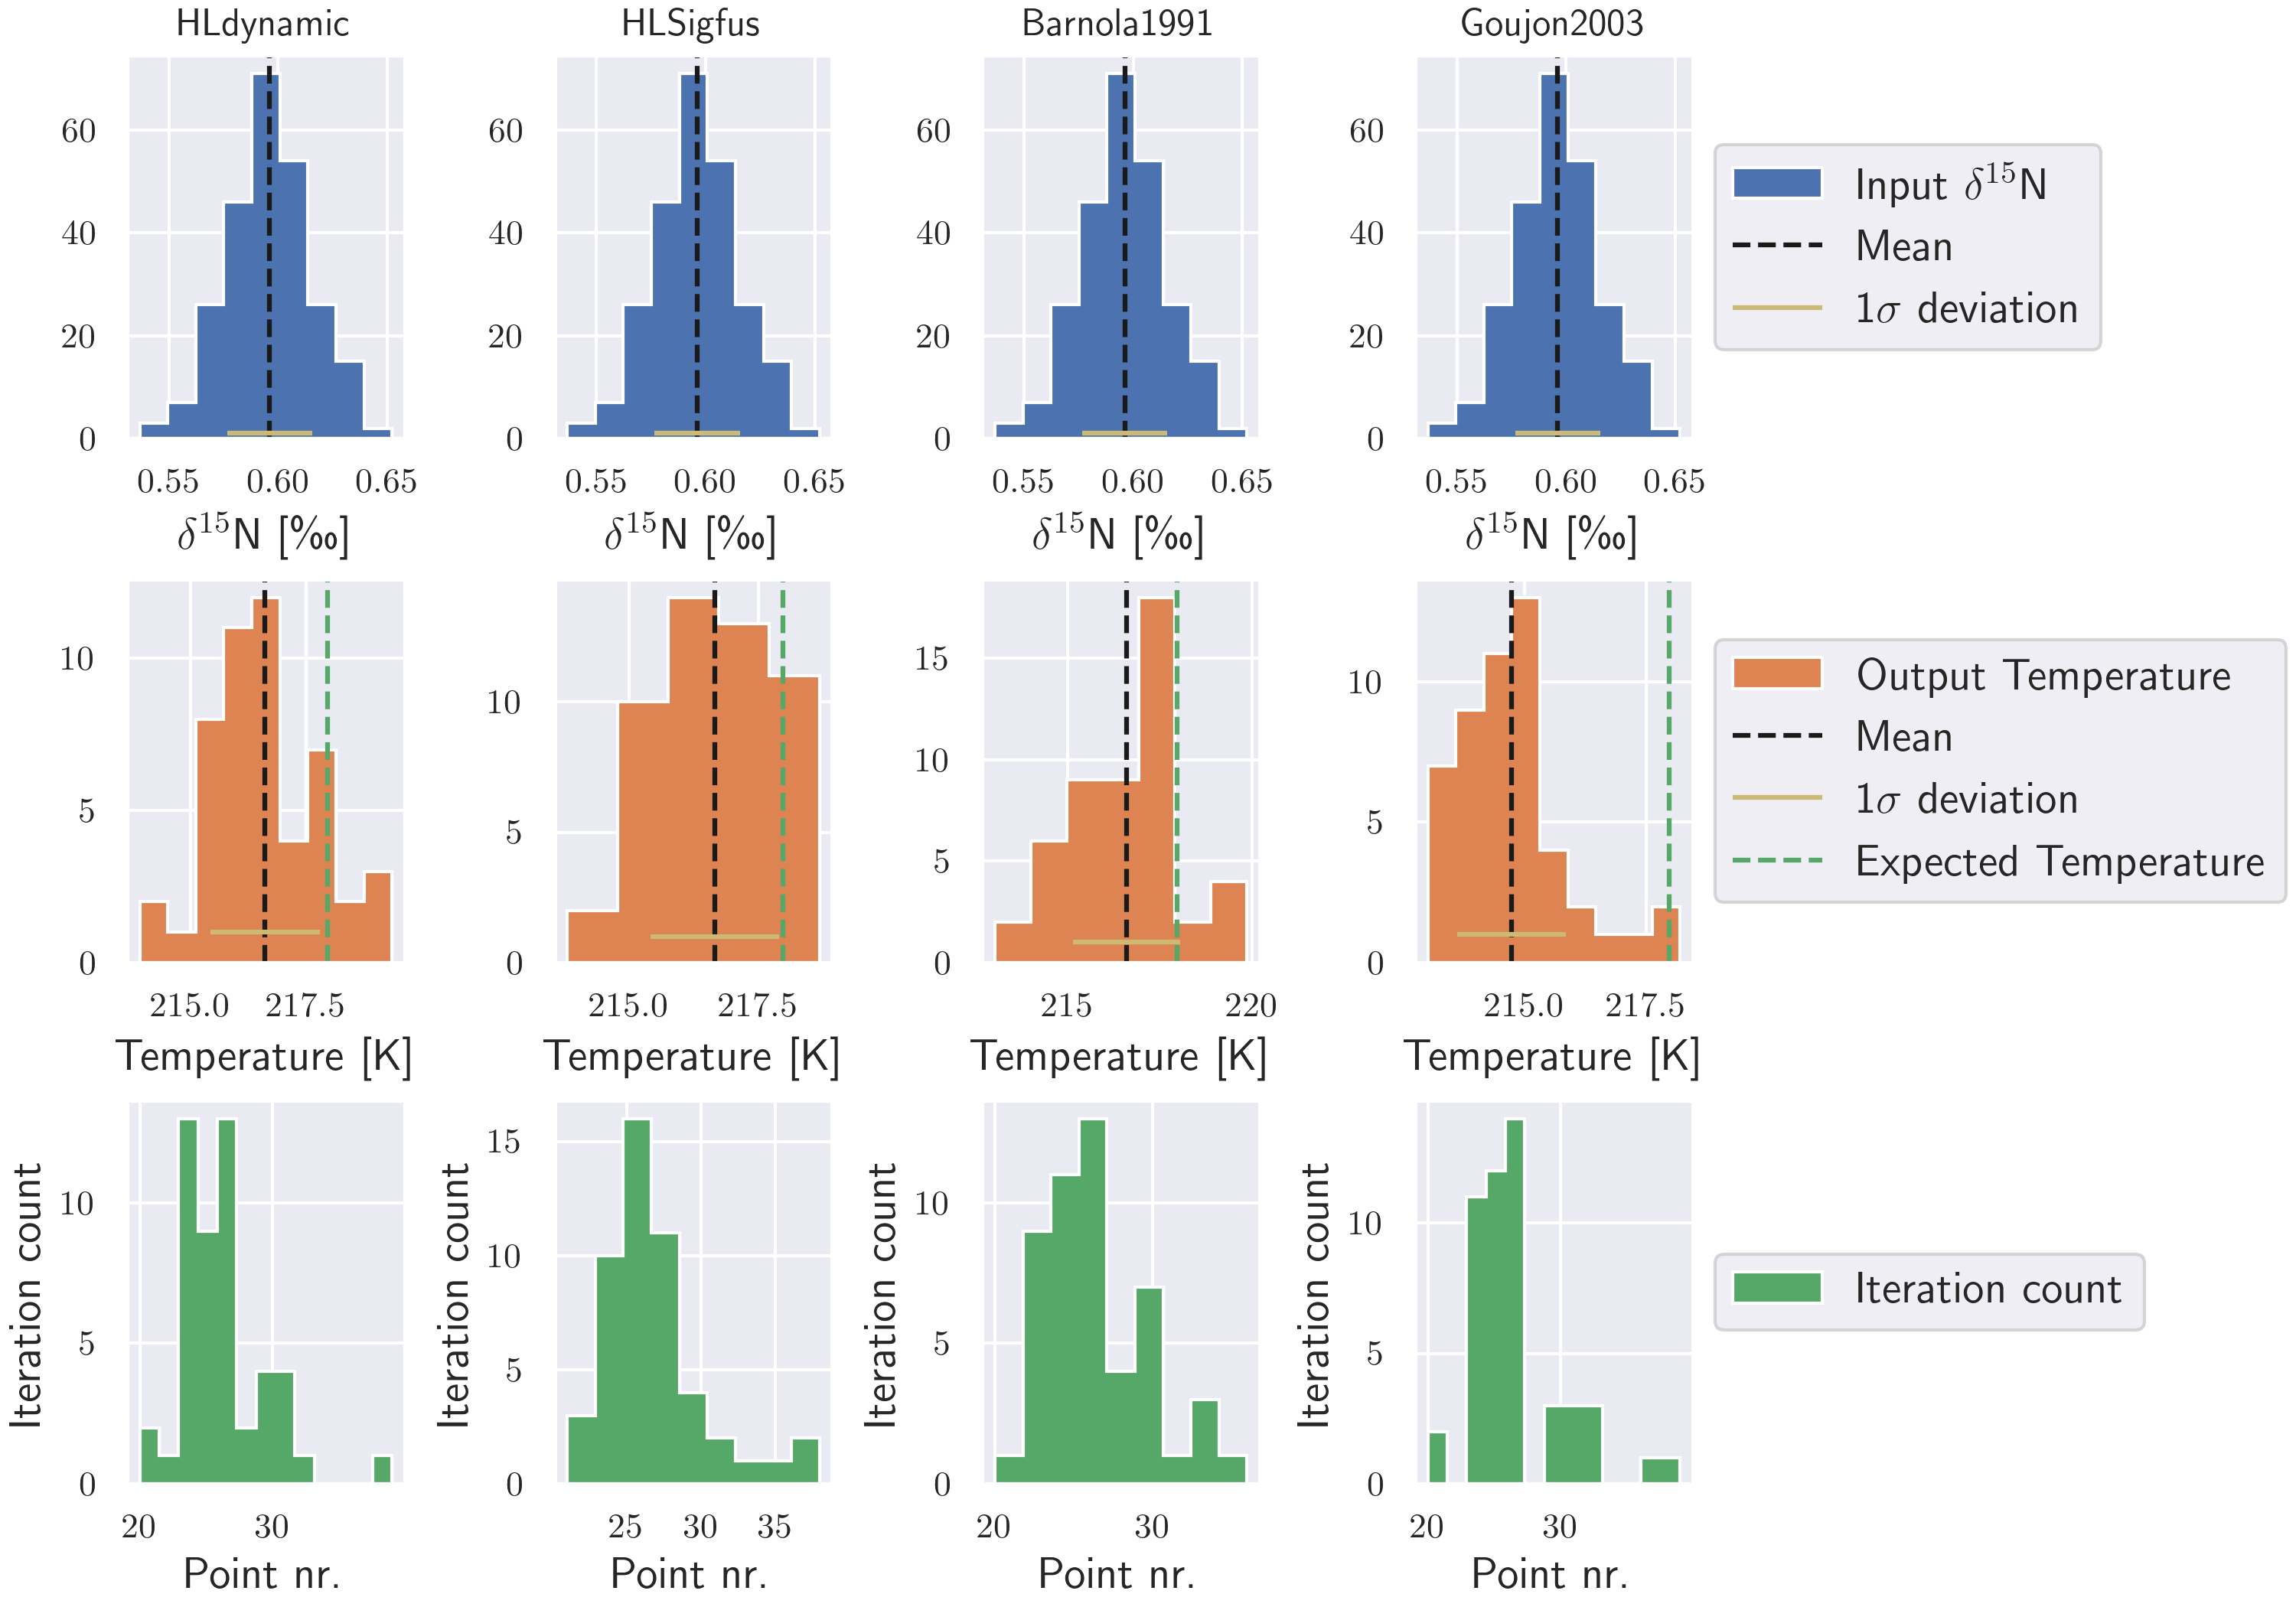 HLdynamic HLSigfus Barnola1991 Goujon2003
60 60 60 60
40 40 40 40
20 20 20 20
0 0 0 0
0.55 0.60 0.65 0.55 0.60 0.65 0.55 0.60 0.65 0.55 0.60 0.65
δ¹⁵N [‰] δ¹⁵N [‰] δ¹⁵N [‰] δ¹⁵N [‰]
Input δ¹⁵N
Mean
1σ deviation
10 10 15 10
5 5 10 5
0 0 5 0
0
215.0 217.5 215.0 217.5 215 220 215.0 217.5
Temperature [K] Temperature [K] Temperature [K] Temperature [K]
Output Temperature
Mean
1σ deviation
Expected Temperature
Iteration count Iteration count Iteration count Iteration count
10 15 10 10
5 10 5 5
0 5 0 0
0
20 30 25 30 35 20 30 20 30
Point nr. Point nr. Point nr. Point nr.
Iteration count